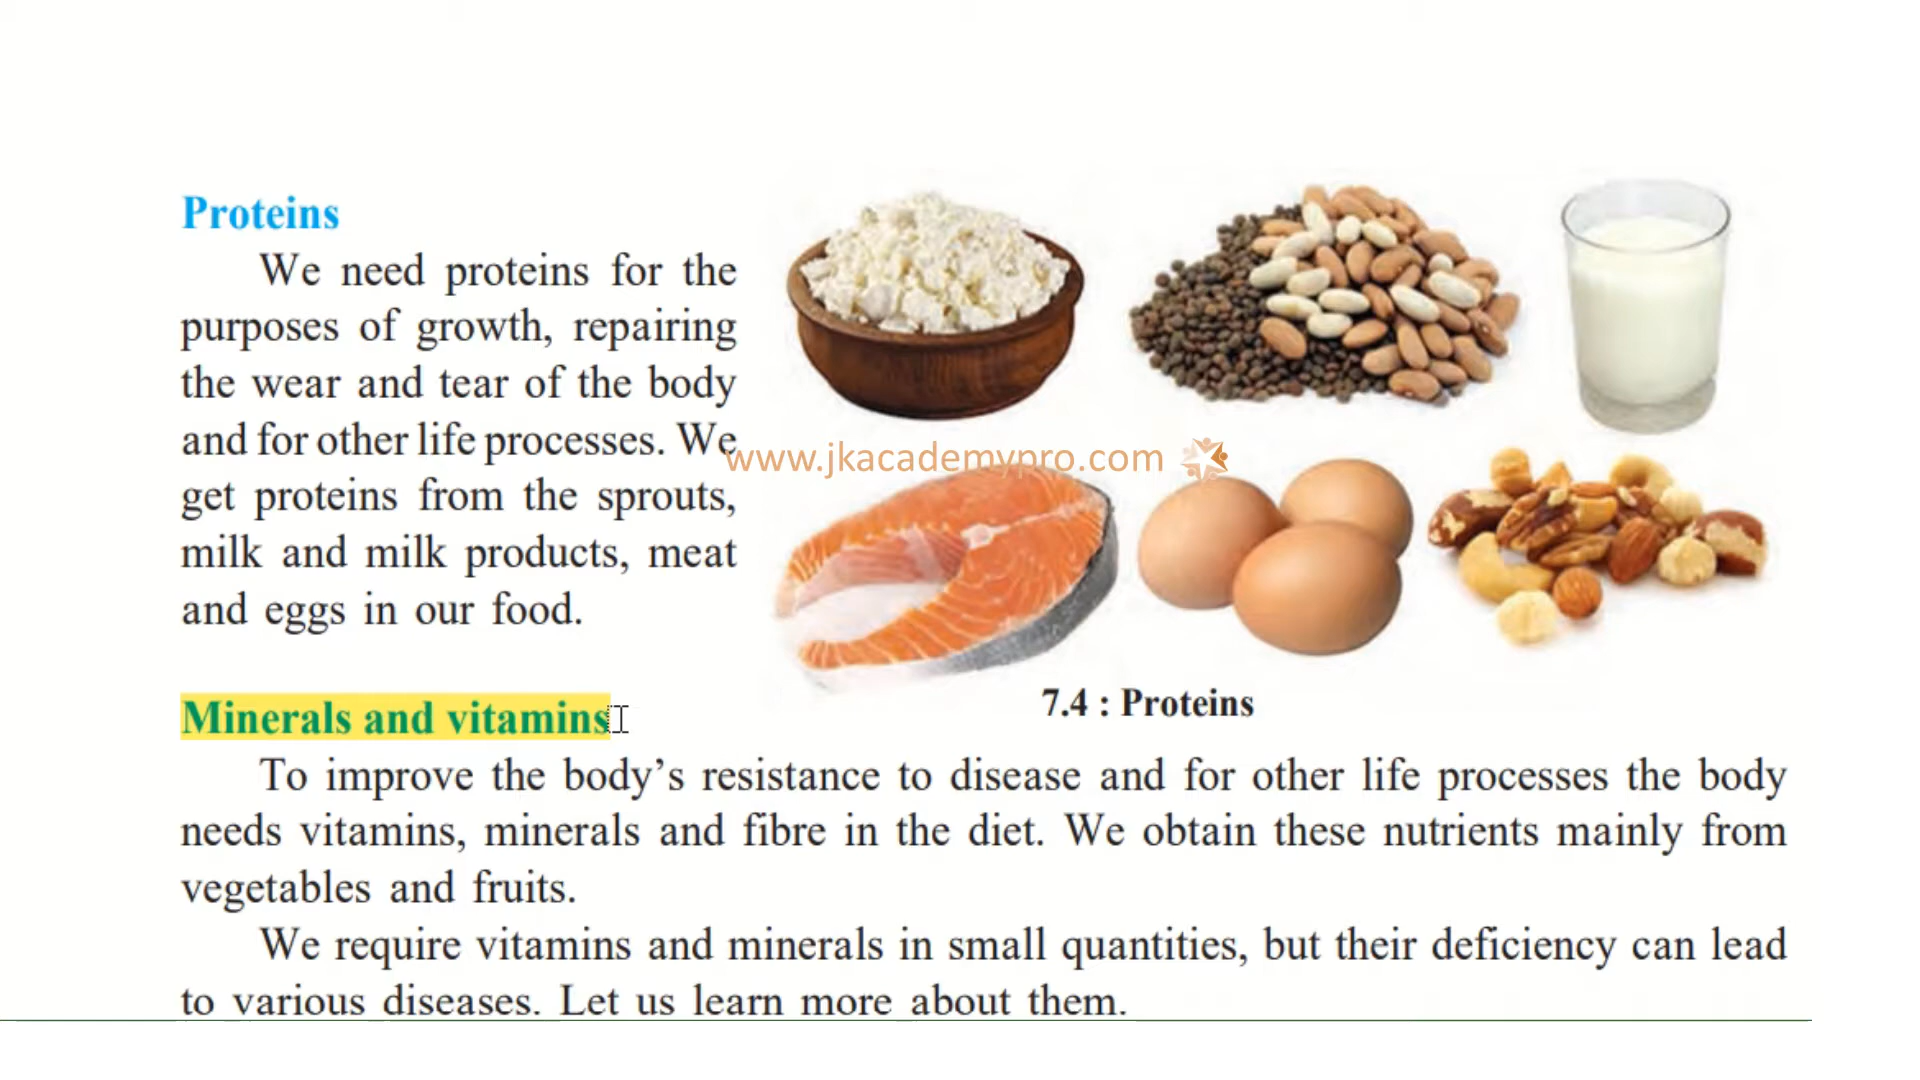 Proteins
We need proteins for the
purposes of growth, repairing
the wear and tear of the body
and for other life processes. We
get proteins from the sprouts,
milk and milk products, meat
and eggs in our food.
www.jkacademypro.com
7.4 : Proteins
Minerals and vitamins
To improve the body’s resistance to disease and for other life processes the body
needs vitamins, minerals and fibre in the diet. We obtain these nutrients mainly from
vegetables and fruits.
We require vitamins and minerals in small quantities, but their deficiency can lead
to various diseases. Let us learn more about them.